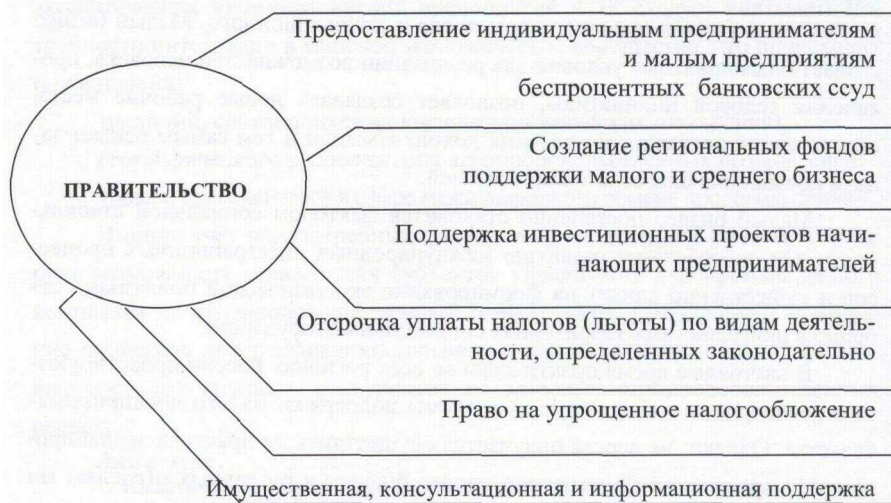 Предоставление индивидуальным предпринимателям
и малым предприятиям
беспроцентных банковских ссуд
Создание региональных фондов
поддержки малого и среднего бизнеса
ПРАВИТЕЛЬСТВО
Поддержка инвестиционных проектов начи-
нающих предпринимателей
Отсрочка уплаты налогов (льготы) по видам деятель-
ности, определенных законодательно
Право на упрощенное налогообложение
Имущественная, консультационная и информационная поддержка